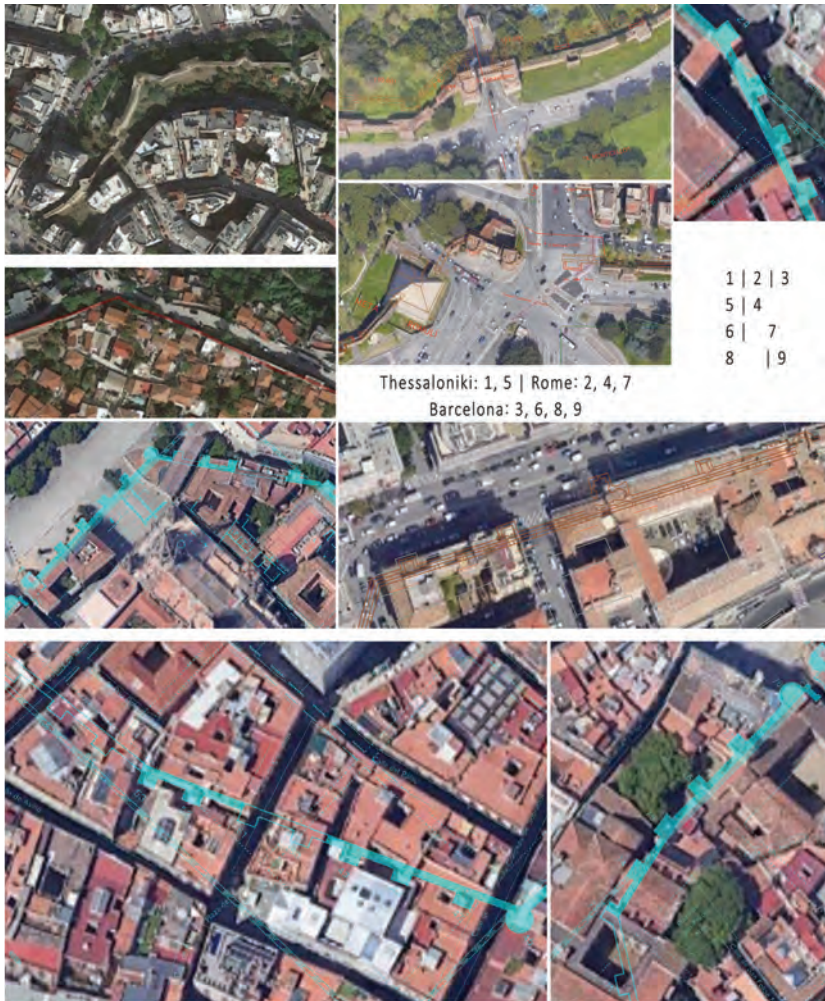 1 | 2 | 3
5 | 4
6 | 7
8 | 9
Thessaloniki: 1, 5 | Rome: 2, 4, 7
Barcelona: 3, 6, 8, 9